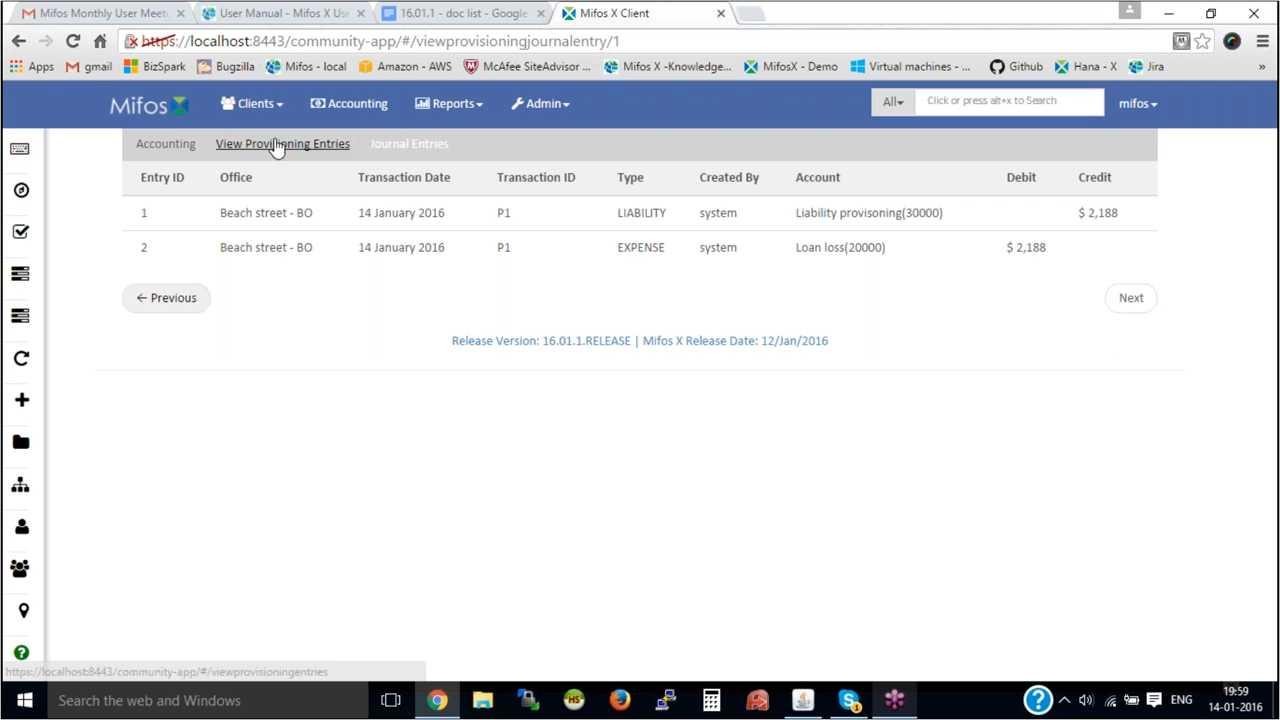 Mifos Monthly User Meetu
User Manual - Mifos X Use
16.01.1 - doc list - Google
Mifos X Client
https://localhost:8443/community-app/#/viewprovisioningjournalentry/1
Apps
gmail
BizSpark
Bugzilla
Mifos - local
Amazon - AWS
McAfee SiteAdvisor ...
Mifos X -Knowledge...
MifosX - Demo
Virtual machines - ...
Github
Hana - X
Jira
»
Mifos
Clients
Accounting
Reports
Admin
All
Click or press alt+x to Search
mifos
Accounting
View Provisioning Entries
Journal Entries
Entry ID Office Transaction Date Transaction ID Type Created By Account Debit Credit
1 Beach street - BO 14 January 2016 P1 LIABILITY system Liability provisoning(30000) $ 2,188
2 Beach street - BO 14 January 2016 P1 EXPENSE system Loan loss(20000) $ 2,188
← Previous
Next
Release Version: 16.01.1.RELEASE | Mifos X Release Date: 12/Jan/2016
https://localhost:8443/community-app/#/viewprovisioningentries
Search the web and Windows
HS
1
ENG
19:59
14-01-2016